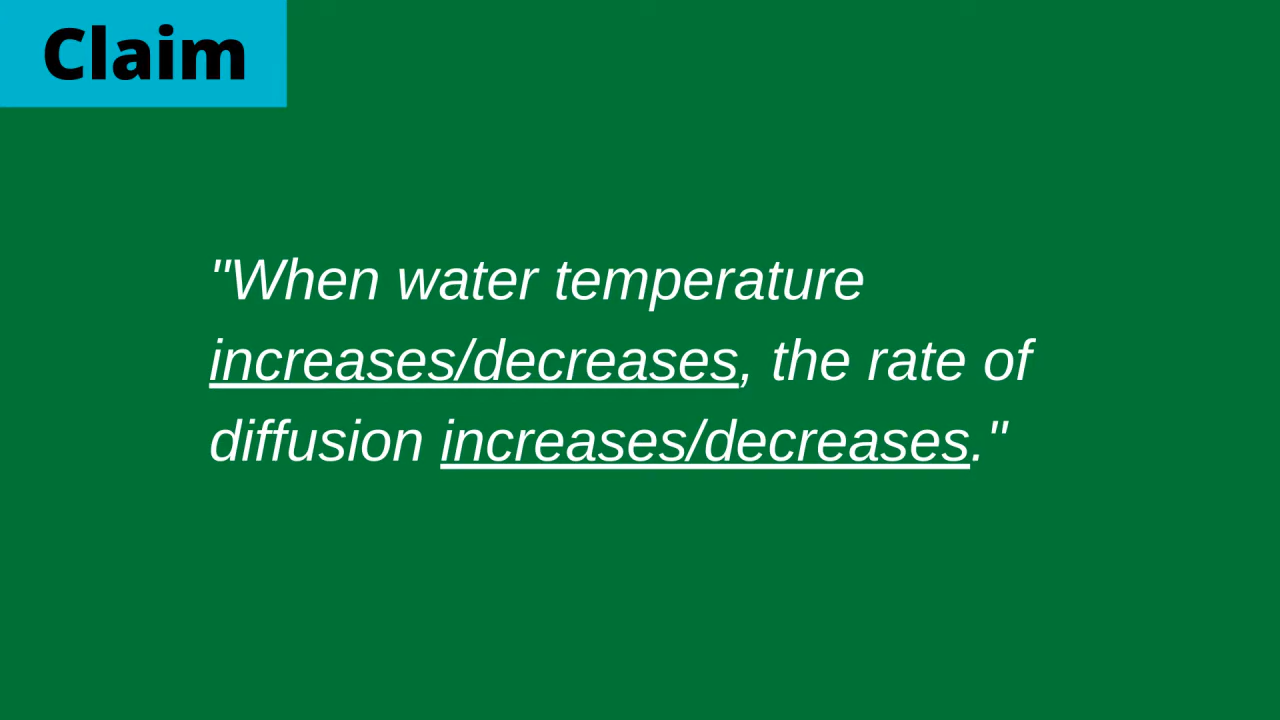 Claim
"When water temperature
increases/decreases, the rate of
diffusion increases/decreases."